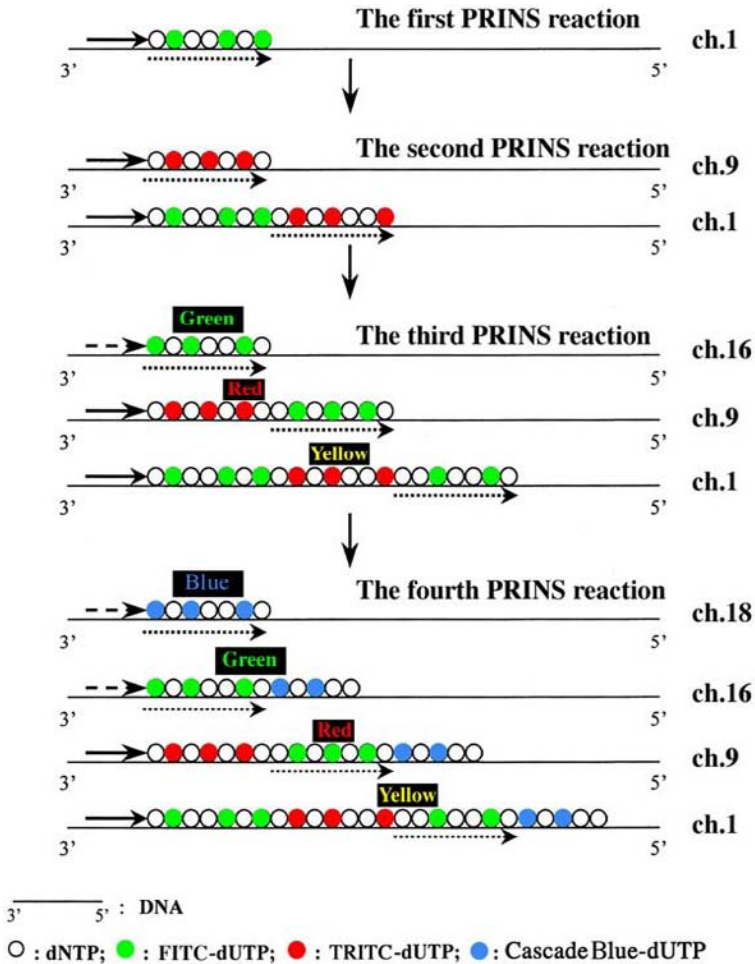 The first PRINS reaction
ch.1
3’ 5’
The second PRINS reaction
ch.9
3’ 5’
ch.1
3’ 5’
Green
The third PRINS reaction
ch.16
3’ 5’
Red
ch.9
3’ 5’
Yellow
ch.1
3’ 5’
Blue
The fourth PRINS reaction
ch.18
3’ 5’
Green
ch.16
3’ 5’
Red
ch.9
3’ 5’
Yellow
ch.1
3’ 5’
3’ 5’ : DNA
: dNTP; : FITC-dUTP; : TRITC-dUTP; : Cascade Blue-dUTP